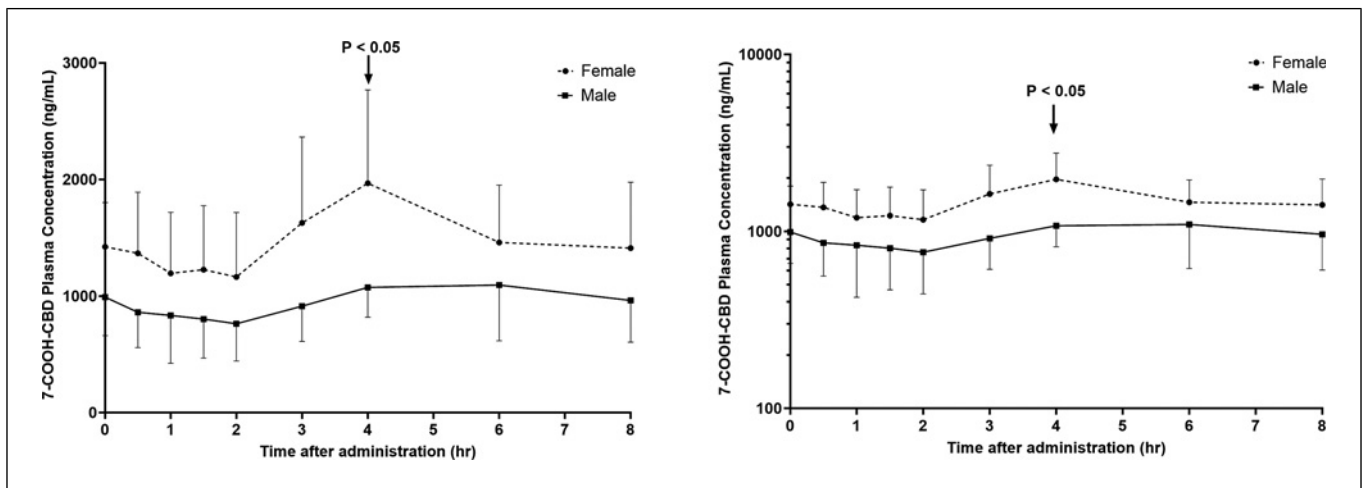 P < 0.05
3000
2000
1000
0
0 1 2 3 4 5 6 7 8
7-COOH-CBD Plasma Concentration (ng/mL)
Time after administration (hr)
Female
Male
P < 0.05
10000
1000
100
0 1 2 3 4 5 6 7 8
7-COOH-CBD Plasma Concentration (ng/mL)
Time after administration (hr)
Female
Male